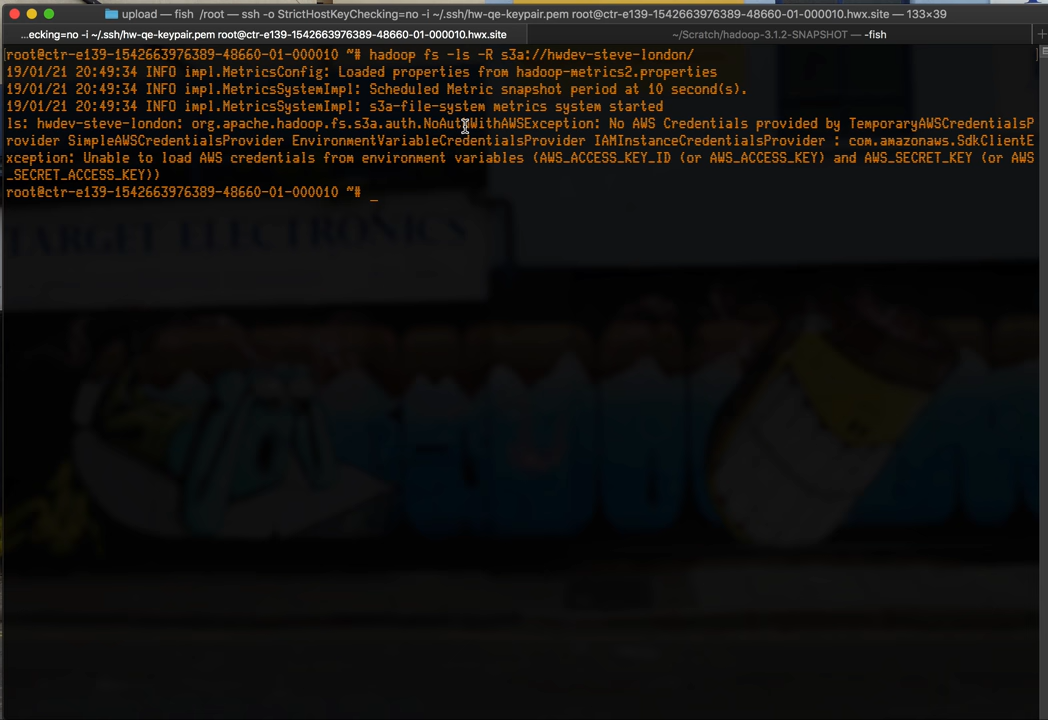 upload — fish /root — ssh -o StrictHostKeyChecking=no -i ~/.ssh/hw-qe-keypair.pem root@ctr-e139-1542663976389-48660-01-000010.hwx.site — 133×39
...ecking=no -i ~/.ssh/hw-qe-keypair.pem root@ctr-e139-1542663976389-48660-01-000010.hwx.site
~/Scratch/hadoop-3.1.2-SNAPSHOT — -fish
root@ctr-e139-1542663976389-48660-01-000010 ~# hadoop fs -ls -R s3a://hwdev-steve-london/
19/01/21 20:49:34 INFO impl.MetricsConfig: Loaded properties from hadoop-metrics2.properties
19/01/21 20:49:34 INFO impl.MetricsSystemImpl: Scheduled Metric snapshot period at 10 second(s).
19/01/21 20:49:34 INFO impl.MetricsSystemImpl: s3a-file-system metrics system started
ls: hwdev-steve-london: org.apache.hadoop.fs.s3a.auth.NoAuthWithAWSException: No AWS Credentials provided by TemporaryAWSCredentialsP
rovider SimpleAWSCredentialsProvider EnvironmentVariableCredentialsProvider IAMInstanceCredentialsProvider : com.amazonaws.SdkClientE
xception: Unable to load AWS credentials from environment variables (AWS_ACCESS_KEY_ID (or AWS_ACCESS_KEY) and AWS_SECRET_KEY (or AWS
_SECRET_ACCESS_KEY))
root@ctr-e139-1542663976389-48660-01-000010 ~# _
TARGET ELECTRONICS